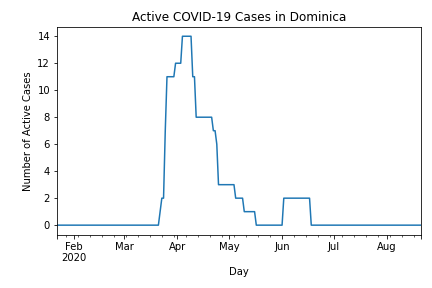 Active COVID-19 Cases in Dominica
Number of Active Cases
14
12
10
8
6
4
2
0
Feb Mar Apr May Jun Jul Aug
2020
Day